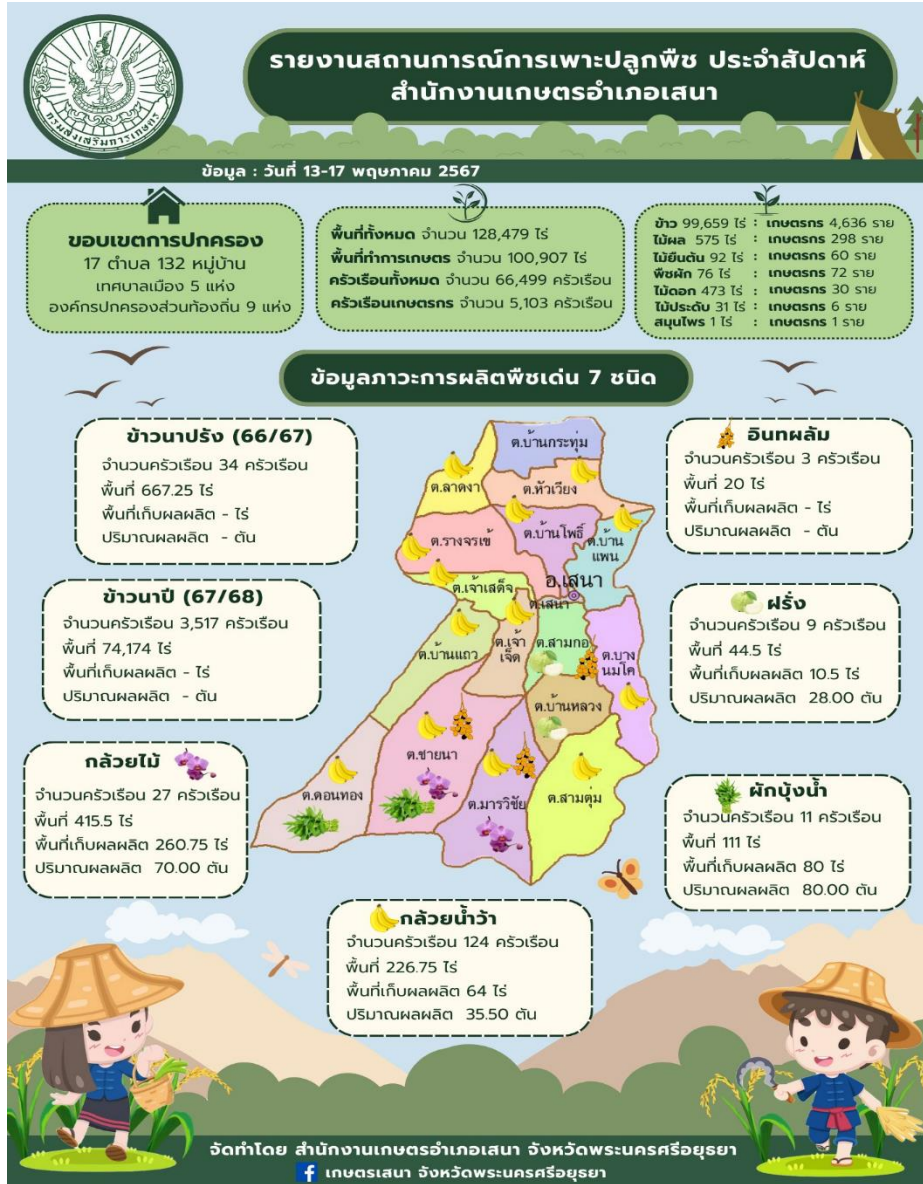 กรมส่งเสริมการเกษตร
รายงานสถานการณ์การเพาะปลูกพืช ประจำสัปดาห์
สำนักงานเกษตรอำเภอเสนา
ข้อมูล : วันที่ 13-17 พฤษภาคม 2567
ขอบเขตการปกครอง
17 ตำบล 132 หมู่บ้าน
เทศบาลเมือง 5 แห่ง
องค์กรปกครองส่วนท้องถิ่น 9 แห่ง
พื้นที่ทั้งหมด จำนวน 128,479 ไร่
พื้นที่ทำการเกษตร จำนวน 100,907 ไร่
ครัวเรือนทั้งหมด จำนวน 66,499 ครัวเรือน
ครัวเรือนเกษตรกร จำนวน 5,103 ครัวเรือน
ข้าว 99,659 ไร่ : เกษตรกร 4,636 ราย
ไม้ผล 575 ไร่ : เกษตรกร 298 ราย
ไม้ยืนต้น 92 ไร่ : เกษตรกร 60 ราย
พืชผัก 76 ไร่ : เกษตรกร 72 ราย
ไม้ดอก 473 ไร่ : เกษตรกร 30 ราย
ไม้ประดับ 31 ไร่ : เกษตรกร 6 ราย
สมุนไพร 1 ไร่ : เกษตรกร 1 ราย
ข้อมูลภาวะการผลิตพืชเด่น 7 ชนิด
ข้าวนาปรัง (66/67)
จำนวนครัวเรือน 34 ครัวเรือน
พื้นที่ 667.25 ไร่
พื้นที่เก็บผลผลิต - ไร่
ปริมาณผลผลิต - ตัน
ข้าวนาปี (67/68)
จำนวนครัวเรือน 3,517 ครัวเรือน
พื้นที่ 74,174 ไร่
พื้นที่เก็บผลผลิต - ไร่
ปริมาณผลผลิต - ตัน
กล้วยไม้
จำนวนครัวเรือน 27 ครัวเรือน
พื้นที่ 415.5 ไร่
พื้นที่เก็บผลผลิต 260.75 ไร่
ปริมาณผลผลิต 70.00 ตัน
ต.บ้านกระทุ่ม
ต.ลาดงา
ต.หัวเวียง
ต.บ้านโพธิ์
ต.บ้าน
แพน
ต.รางจรเข้
อ.เสนา
ต.เจ้าเสด็จ
ต.เสนา
ต.บ้านแถว
ต.เจ้า
เจ็ด
ต.สามกอ
ต.บาง
นมโค
ต.บ้านหลวง
ต.ชายนา
ต.ดอนทอง
ต.มารวิชัย
ต.สามตุ่ม
อินทผลัม
จำนวนครัวเรือน 3 ครัวเรือน
พื้นที่ 20 ไร่
พื้นที่เก็บผลผลิต - ไร่
ปริมาณผลผลิต - ตัน
ฝรั่ง
จำนวนครัวเรือน 9 ครัวเรือน
พื้นที่ 44.5 ไร่
พื้นที่เก็บผลผลิต 10.5 ไร่
ปริมาณผลผลิต 28.00 ตัน
ผักบุ้งน้ำ
จำนวนครัวเรือน 11 ครัวเรือน
พื้นที่ 111 ไร่
พื้นที่เก็บผลผลิต 80 ไร่
ปริมาณผลผลิต 80.00 ตัน
กล้วยน้ำว้า
จำนวนครัวเรือน 124 ครัวเรือน
พื้นที่ 226.75 ไร่
พื้นที่เก็บผลผลิต 64 ไร่
ปริมาณผลผลิต 35.50 ตัน
จัดทำโดย สำนักงานเกษตรอำเภอเสนา จังหวัดพระนครศรีอยุธยา
เกษตรเสนา จังหวัดพระนครศรีอยุธยา